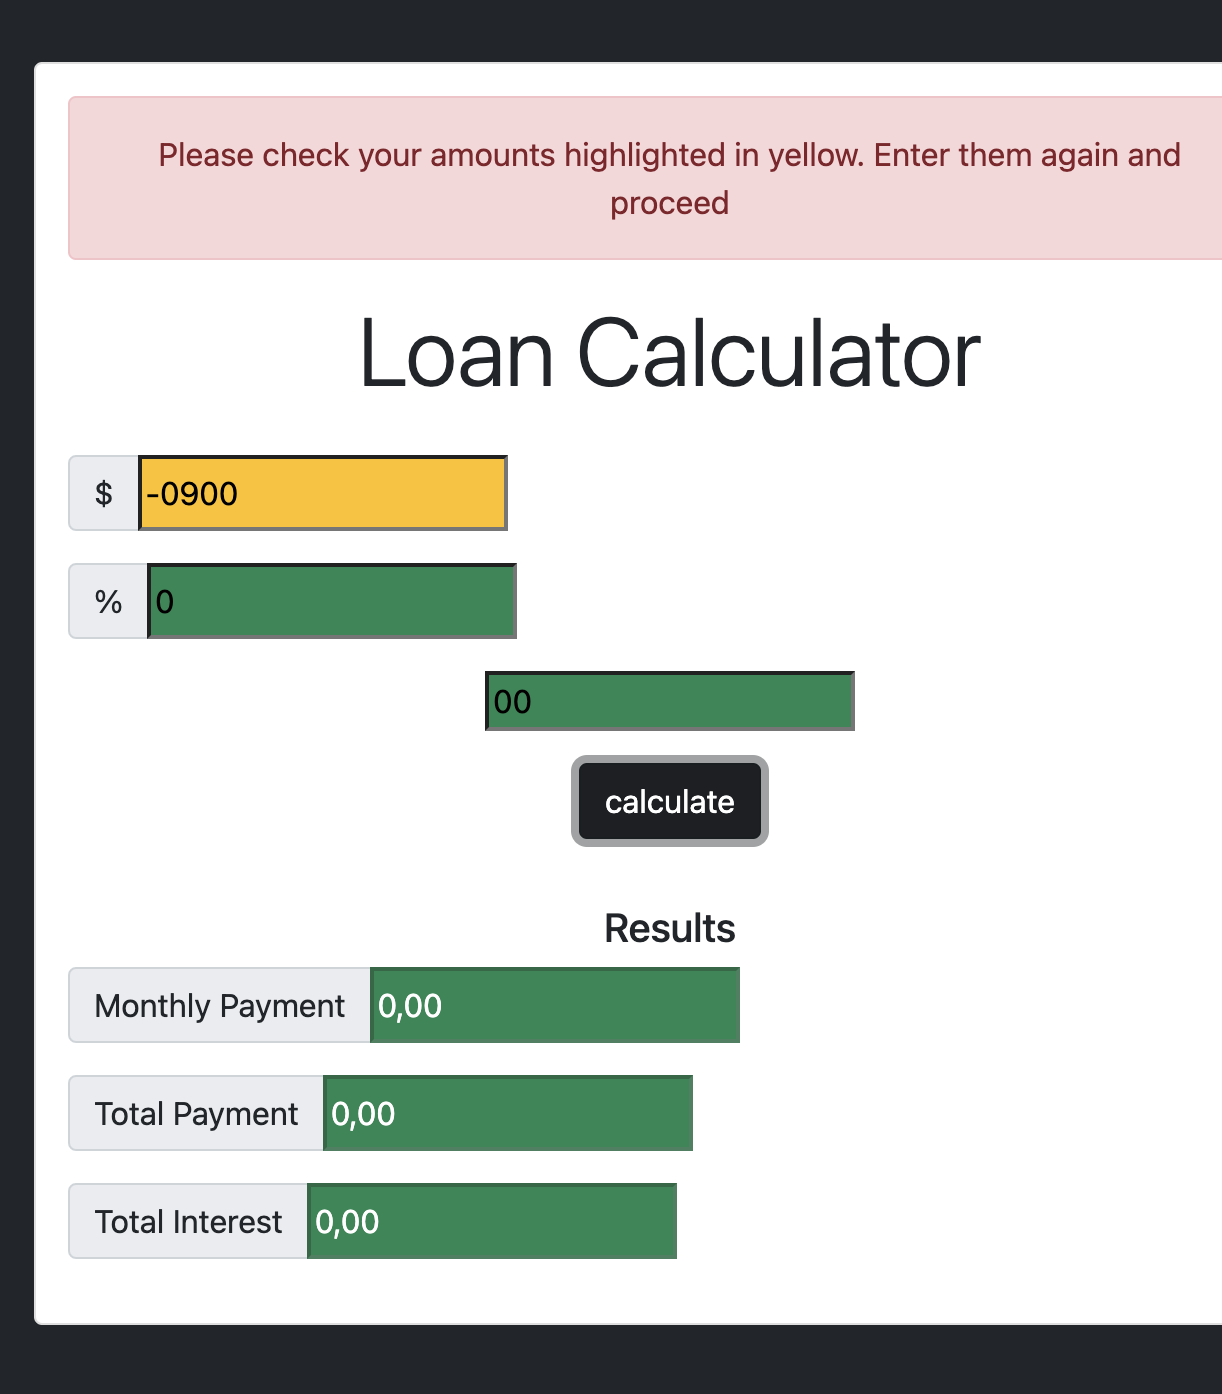 Please check your amounts highlighted in yellow. Enter them again and
proceed
Loan Calculator
$ -0900
% 0
00
calculate
Results
Monthly Payment 0,00
Total Payment 0,00
Total Interest 0,00